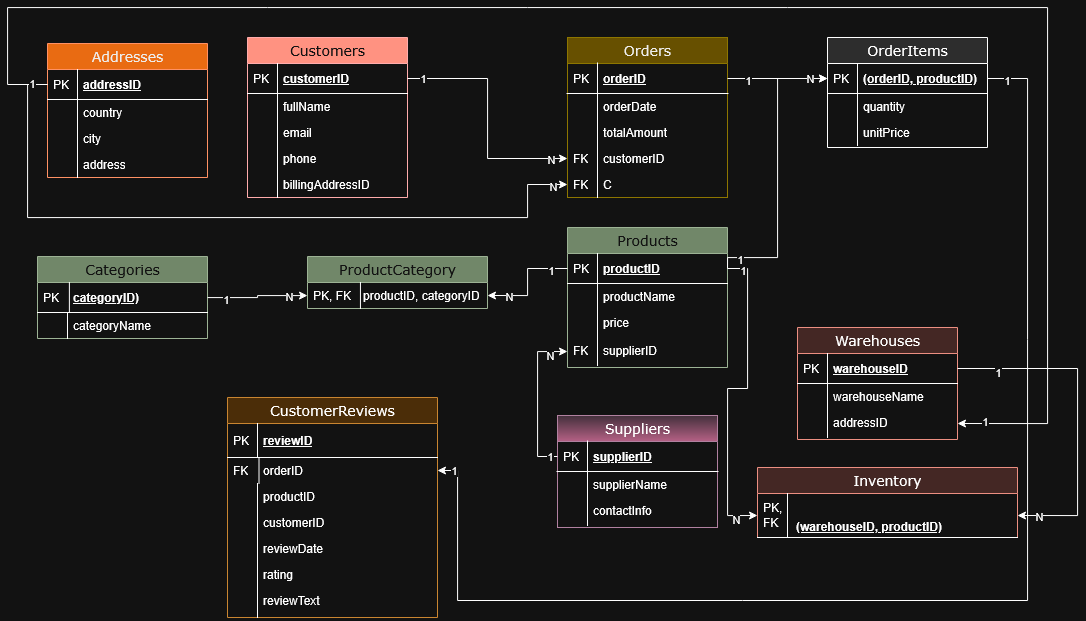 Addresses
PK addressID
country
city
address
Customers
PK customerID
fullName
email
phone
billingAddressID
Orders
PK orderID
orderDate
totalAmount
FK customerID
FK C
OrderItems
PK (orderID, productID)
quantity
unitPrice
Categories
PK categoryID)
categoryName
ProductCategory
PK, FK productID, categoryID
Products
PK productID
productName
price
FK supplierID
Warehouses
PK warehouseID
warehouseName
addressID
CustomerReviews
PK reviewID
FK orderID
productID
customerID
reviewDate
rating
reviewText
Suppliers
PK supplierID
supplierName
contactInfo
Inventory
PK,
FK
(warehouseID, productID)
1
1
N
N
1
N
1
1
1
1
N
1
N
N
1
1
1
N
N
1